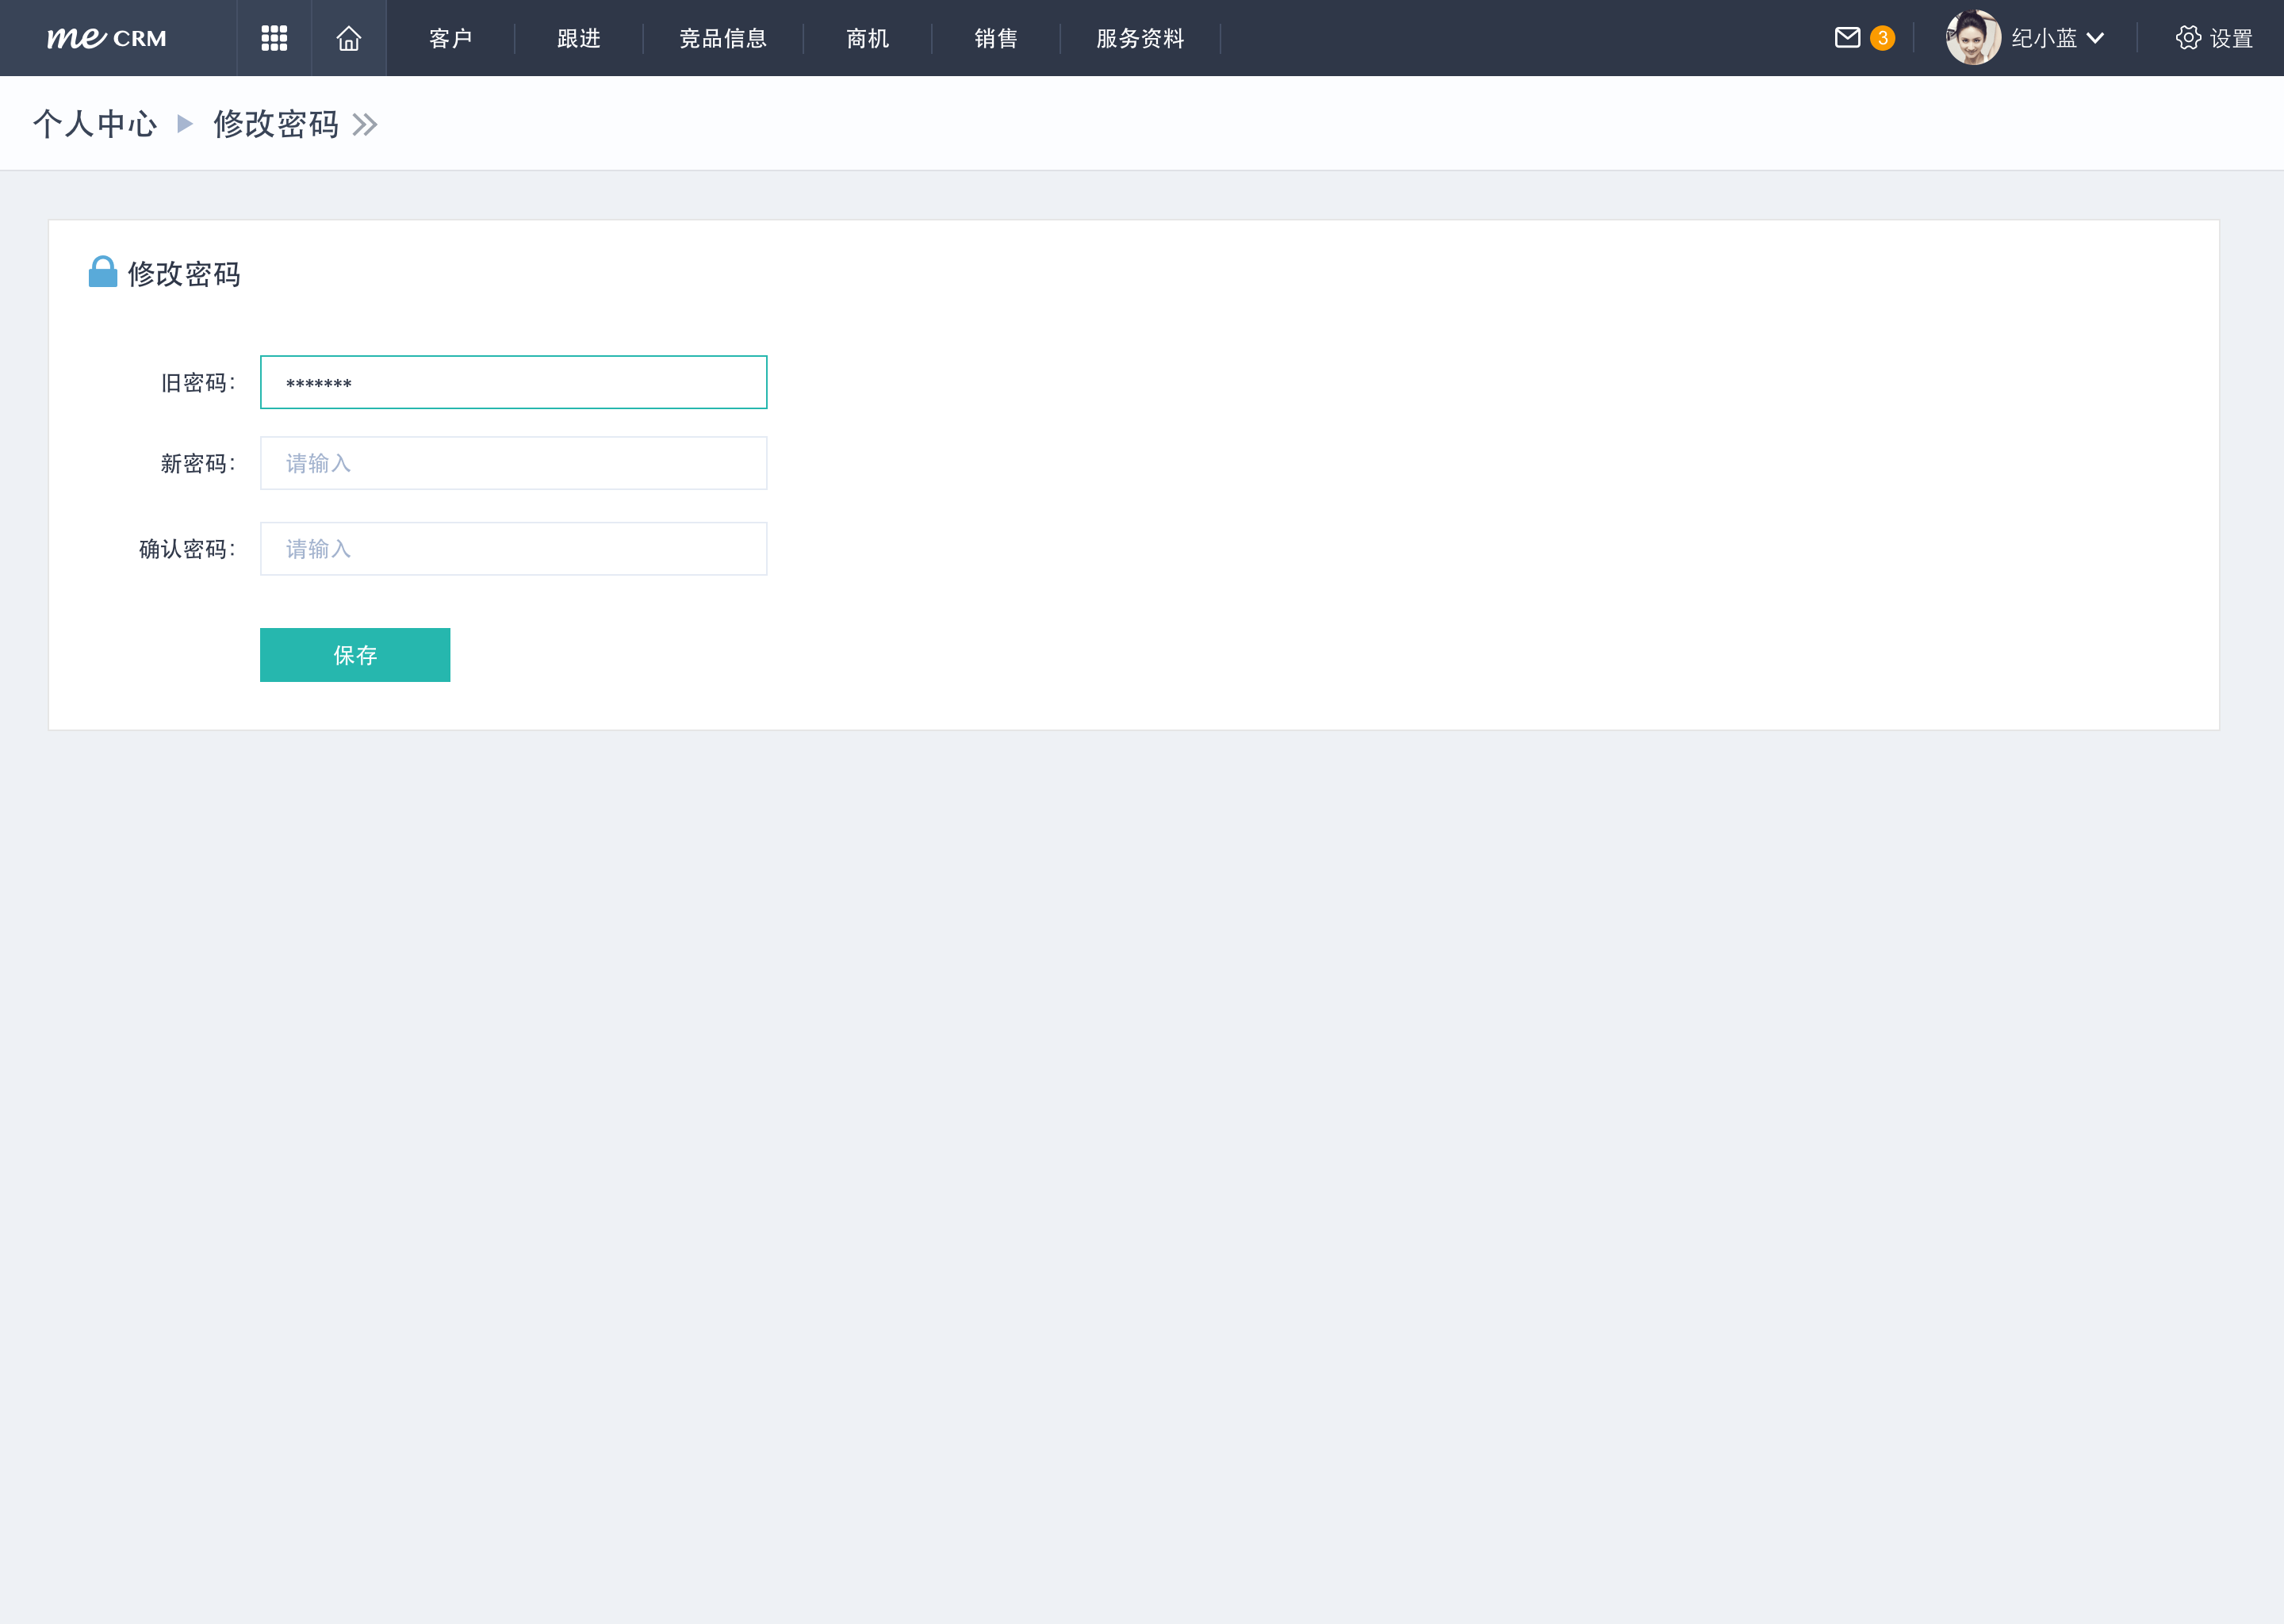 me CRM 客户 跟进 竞品信息 商机 销售 服务资料 3 纪小蓝 设置
个人中心 修改密码
修改密码
旧密码: *******
新密码: 请输入
确认密码: 请输入
保存